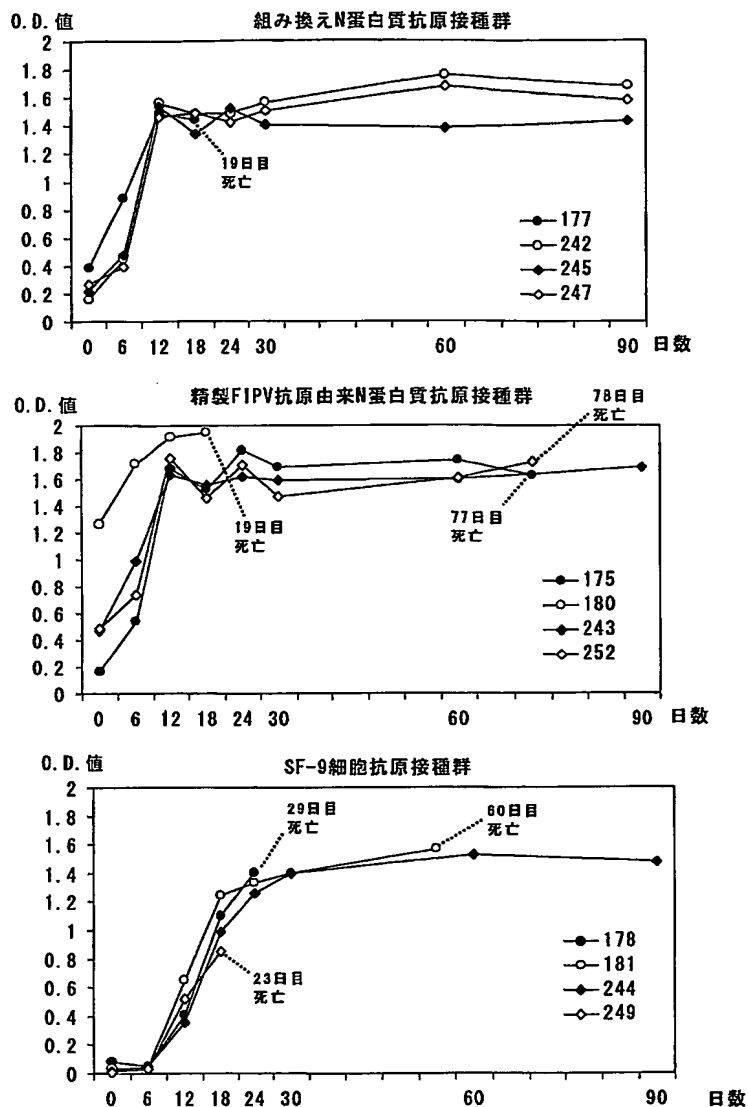 組み換えN蛋白質抗原接種群
O.D.値
2
1.8
1.6
1.4
1.2
1
0.8
0.6
0.4
0.2
0
19日目
死亡
177
242
245
247
0 6 12 18 24 30 60 90 日数
精製FIPV抗原由来N蛋白質抗原接種群
O.D.値
2
1.8
1.6
1.4
1.2
1
0.8
0.6
0.4
0.2
0
78日目
死亡
19日目
死亡
77日目
死亡
175
180
243
252
0 6 12 18 24 30 60 90 日数
SF-9細胞抗原接種群
O.D.値
2
1.8
1.6
1.4
1.2
1
0.8
0.6
0.4
0.2
0
29日目
死亡
60日目
死亡
23日目
死亡
178
181
244
249
0 6 12 18 24 30 60 90 日数